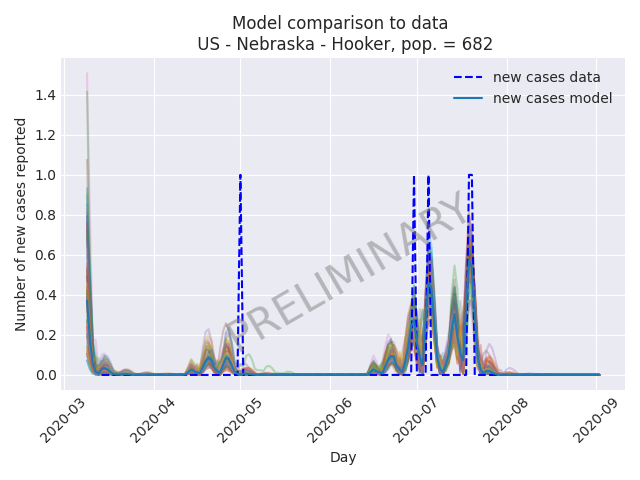 Model comparison to data
US - Nebraska - Hooker, pop. = 682
new cases data
new cases model
Number of new cases reported
1.4
1.2
1.0
0.8
0.6
0.4
0.2
0.0
PRELIMINARY
2020-03
2020-04
2020-05
2020-06
2020-07
2020-08
2020-09
Day